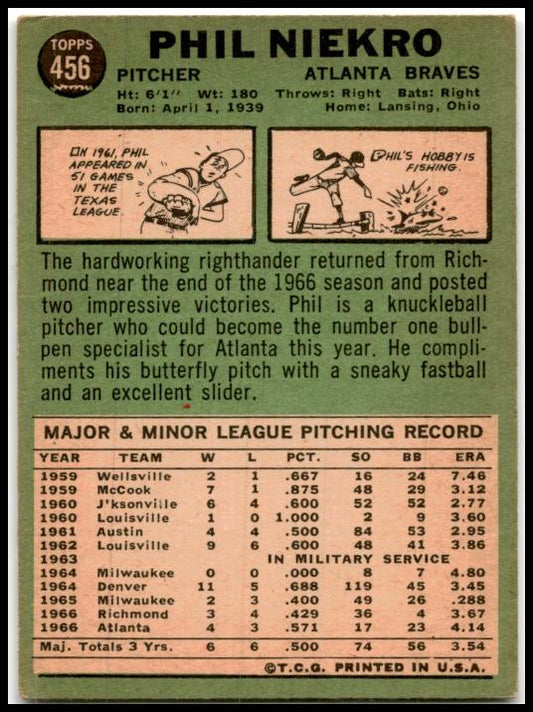 TOPPS
456
PHIL NIEKRO
PITCHER ATLANTA BRAVES
Ht: 6'1" Wt: 180 Throws: Right Bats: Right
Born: April 1, 1939 Home: Lansing, Ohio
IN 1961, PHIL
APPEARED IN
51 GAMES
IN THE
TEXAS
LEAGUE.
PHIL'S HOBBY IS
FISHING.
The hardworking righthander returned from Rich-
mond near the end of the 1966 season and posted
two impressive victories. Phil is a knuckleball
pitcher who could become the number one bull-
pen specialist for Atlanta this year. He compli-
ments his butterfly pitch with a sneaky fastball
and an excellent slider.
MAJOR & MINOR LEAGUE PITCHING RECORD
YEAR TEAM W L PCT. SO BB ERA
1959 Wellsville 2 1 .667 16 24 7.46
1959 McCook 7 1 .875 48 29 3.12
1960 J'ksonville 6 4 .600 52 52 2.77
1960 Louisville 1 0 1.000 2 9 3.60
1961 Austin 4 4 .500 84 53 2.95
1962 Louisville 9 6 .600 48 41 3.86
1963 IN MILITARY SERVICE
1964 Milwaukee 0 0 .000 8 7 4.80
1964 Denver 11 5 .688 119 45 3.45
1965 Milwaukee 2 3 .400 49 26 .288
1966 Richmond 3 4 .429 36 4 3.67
1966 Atlanta 4 3 .571 17 23 4.14
Maj. Totals 3 Yrs. 6 6 .500 74 56 3.54
©T.C.G. PRINTED IN U.S.A.